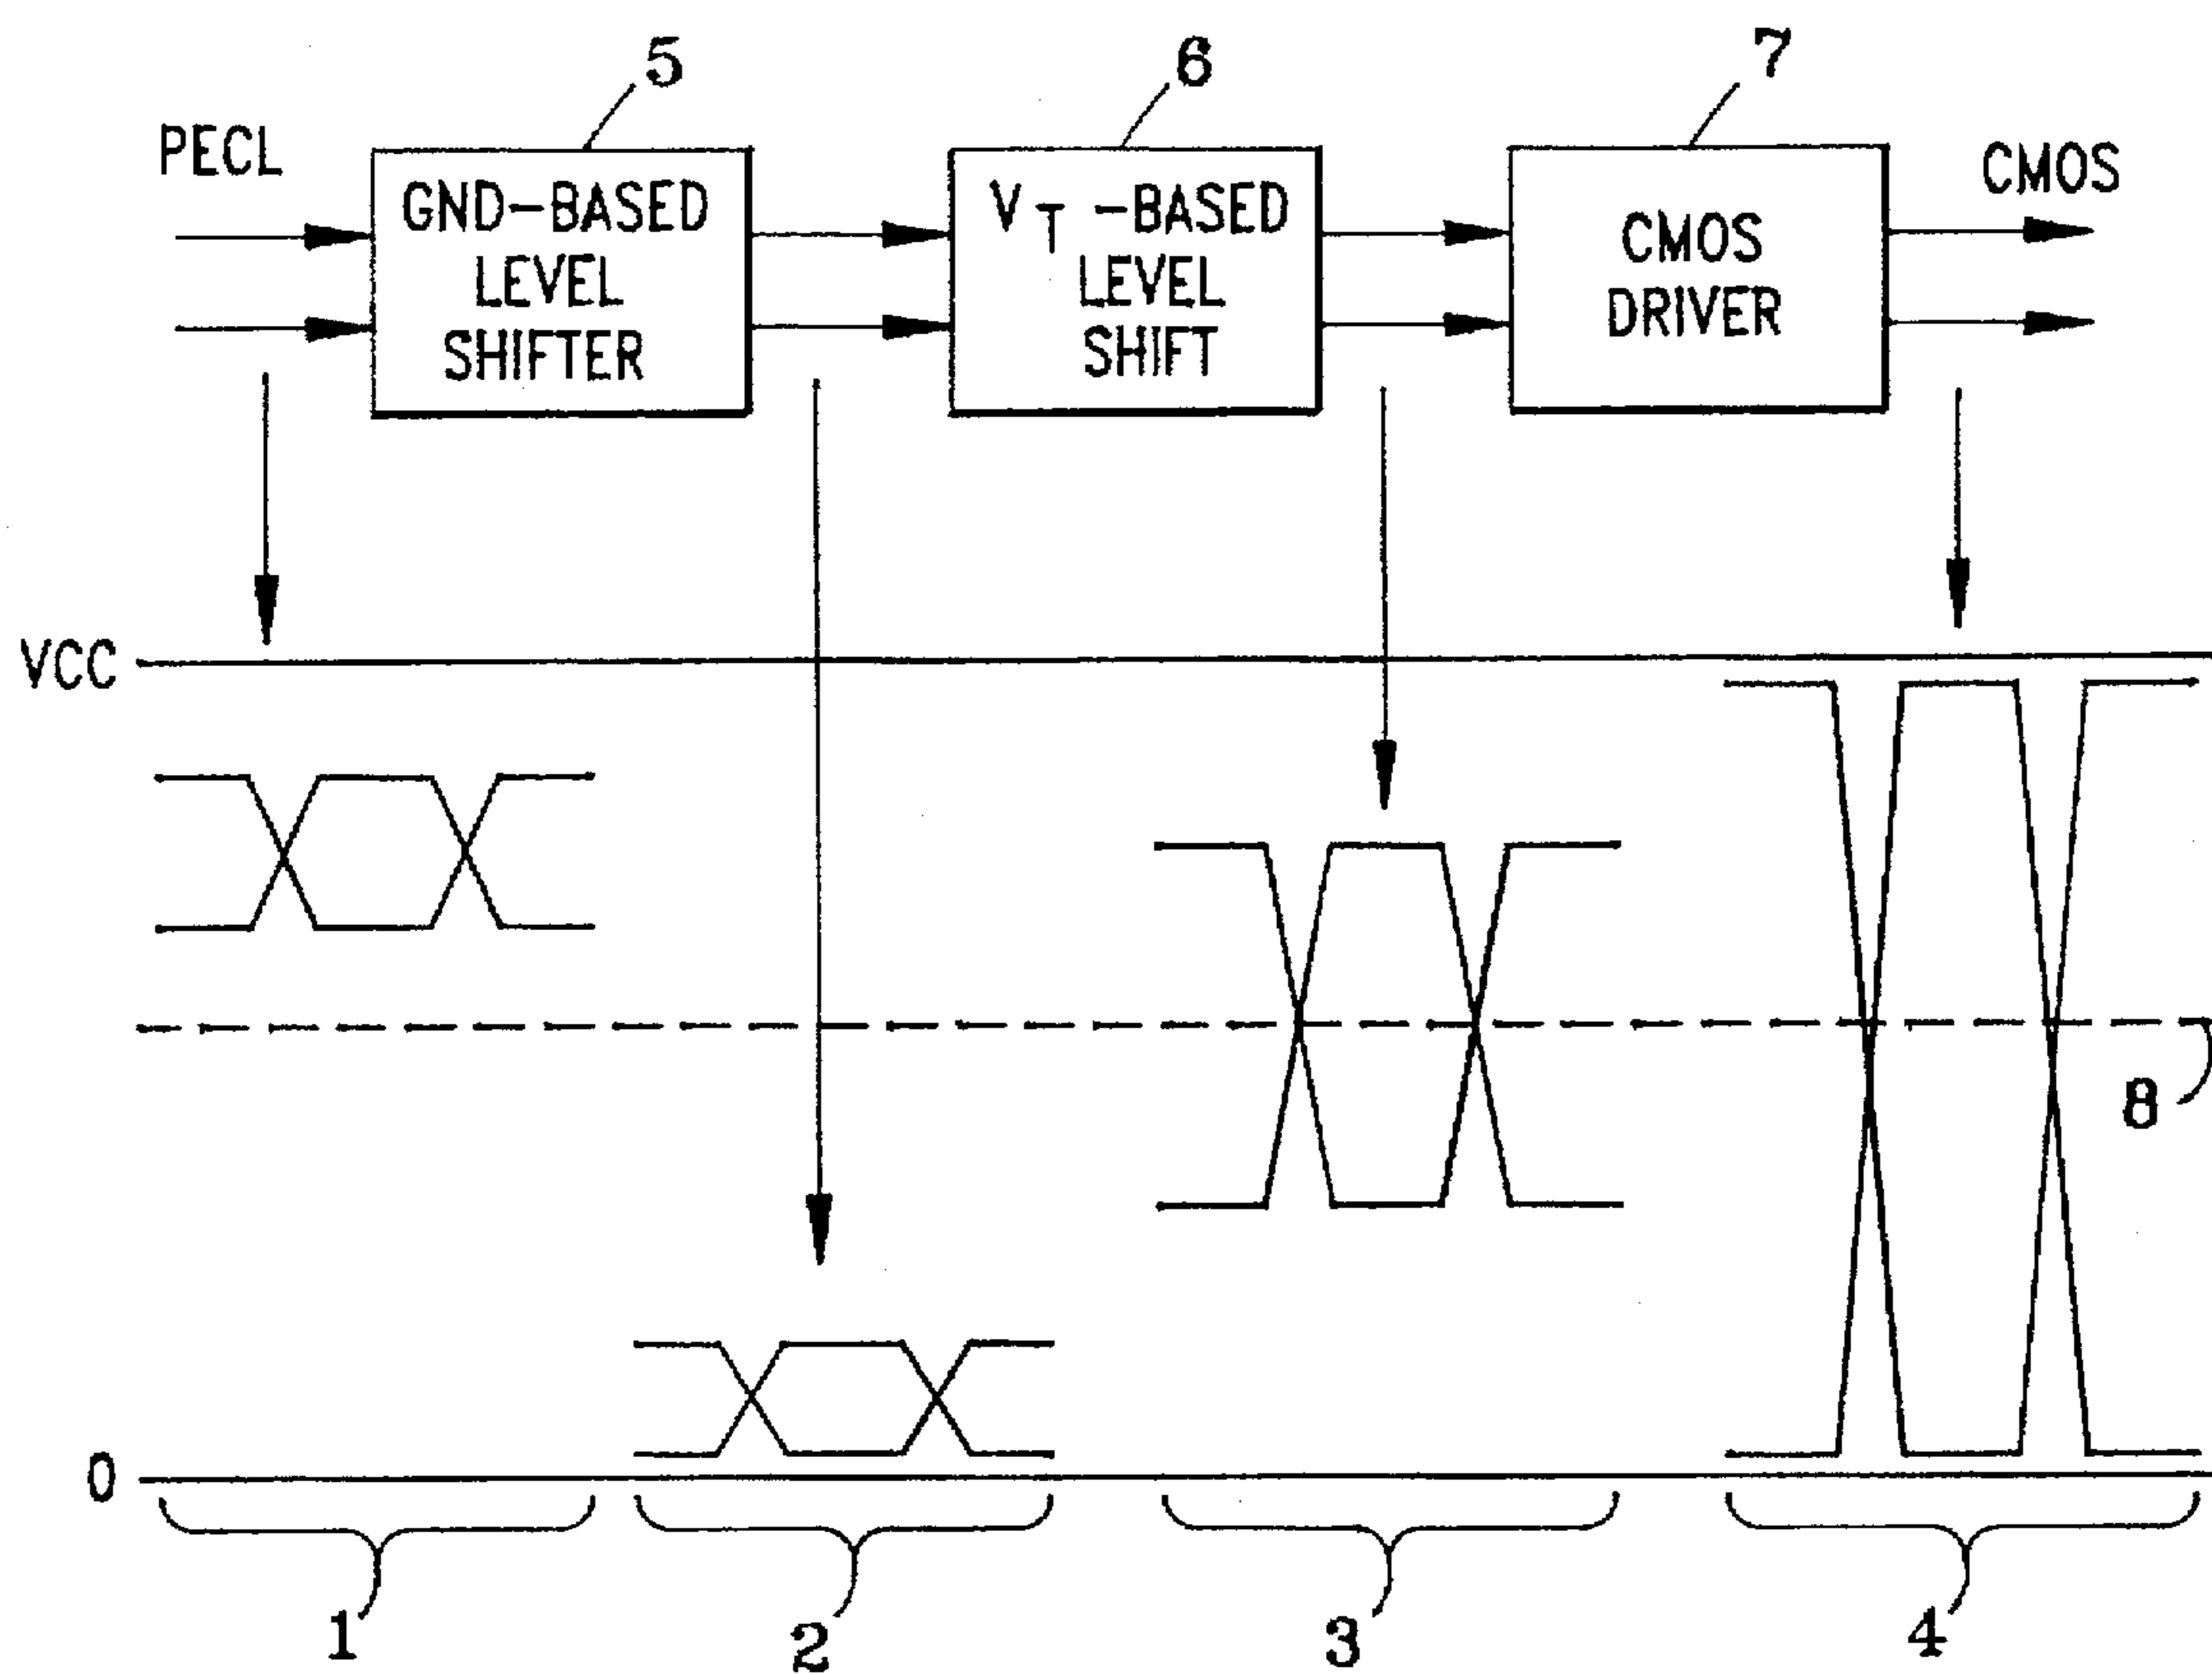 5
6
7
PECL
GND-BASED
LEVEL
SHIFTER
V T -BASED
LEVEL
SHIFT
CMOS
DRIVER
CMOS
VCC
8
0
1
2
3
4